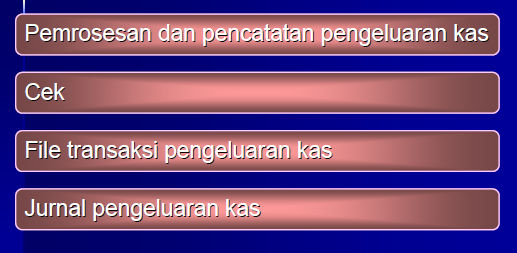 Pemrosesan dan pencatatan pengeluaran kas
Cek
File transaksi pengeluaran kas
Jurnal pengeluaran kas